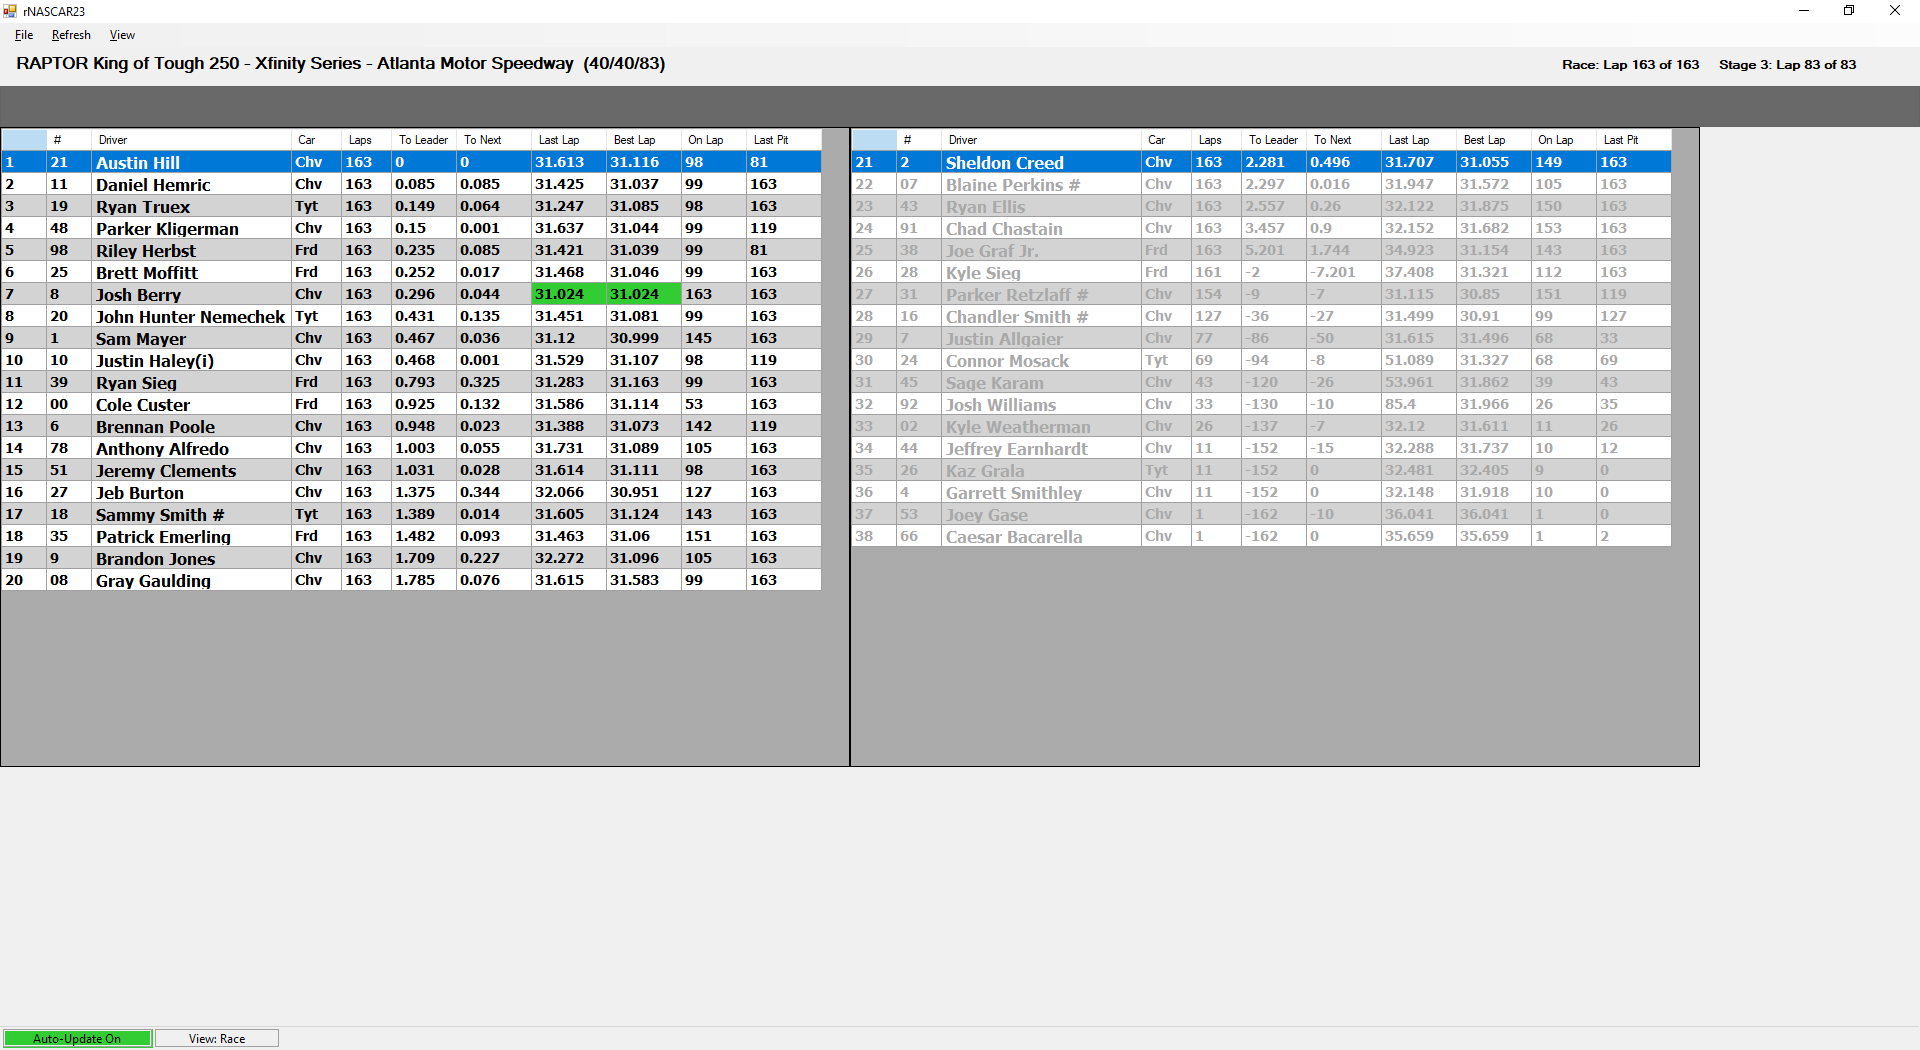 rNASCAR23
File Refresh View
RAPTOR King of Tough 250 - Xfinity Series - Atlanta Motor Speedway (40/40/83) Race: Lap 163 of 163 Stage 3: Lap 83 of 83
# Driver Car Laps To Leader To Next Last Lap Best Lap On Lap Last Pit
1 21 Austin Hill Chv 163 0 0 31.613 31.116 98 81
2 11 Daniel Hemric Chv 163 0.085 0.085 31.425 31.037 99 163
3 19 Ryan Truex Tyt 163 0.149 0.064 31.247 31.085 98 163
4 48 Parker Kligerman Chv 163 0.15 0.001 31.637 31.044 99 119
5 98 Riley Herbst Frd 163 0.235 0.085 31.421 31.039 99 81
6 25 Brett Moffitt Frd 163 0.252 0.017 31.468 31.046 99 163
7 8 Josh Berry Chv 163 0.296 0.044 31.024 31.024 163 163
8 20 John Hunter Nemechek Tyt 163 0.431 0.135 31.451 31.081 99 163
9 1 Sam Mayer Chv 163 0.467 0.036 31.12 30.999 145 163
10 10 Justin Haley(i) Chv 163 0.468 0.001 31.529 31.107 98 119
11 39 Ryan Sieg Frd 163 0.793 0.325 31.283 31.163 99 163
12 00 Cole Custer Frd 163 0.925 0.132 31.586 31.114 53 163
13 6 Brennan Poole Chv 163 0.948 0.023 31.388 31.073 142 119
14 78 Anthony Alfredo Chv 163 1.003 0.055 31.731 31.089 105 163
15 51 Jeremy Clements Chv 163 1.031 0.028 31.614 31.111 98 163
16 27 Jeb Burton Chv 163 1.375 0.344 32.066 30.951 127 163
17 18 Sammy Smith # Tyt 163 1.389 0.014 31.605 31.124 143 163
18 35 Patrick Emerling Frd 163 1.482 0.093 31.463 31.06 151 163
19 9 Brandon Jones Chv 163 1.709 0.227 32.272 31.096 105 163
20 08 Gray Gaulding Chv 163 1.785 0.076 31.615 31.583 99 163
# Driver Car Laps To Leader To Next Last Lap Best Lap On Lap Last Pit
21 2 Sheldon Creed Chv 163 2.281 0.496 31.707 31.055 149 163
22 07 Blaine Perkins # Chv 163 2.297 0.016 31.947 31.572 105 163
23 43 Ryan Ellis Chv 163 2.557 0.26 32.122 31.875 150 163
24 91 Chad Chastain Chv 163 3.457 0.9 32.152 31.682 153 163
25 38 Joe Graf Jr. Frd 163 5.201 1.744 34.923 31.154 143 163
26 28 Kyle Sieg Frd 161 -2 -7.201 37.408 31.321 112 163
27 31 Parker Retzlaff # Chv 154 -9 -7 31.115 30.85 151 119
28 16 Chandler Smith # Chv 127 -36 -27 31.499 30.91 99 127
29 7 Justin Allgaier Chv 77 -86 -50 31.615 31.496 68 33
30 24 Connor Mosack Tyt 69 -94 -8 51.089 31.327 68 69
31 45 Sage Karam Chv 43 -120 -26 53.961 31.862 39 43
32 92 Josh Williams Chv 33 -130 -10 85.4 31.966 26 35
33 02 Kyle Weatherman Chv 26 -137 -7 32.12 31.611 11 26
34 44 Jeffrey Earnhardt Chv 11 -152 -15 32.288 31.737 10 12
35 26 Kaz Grala Tyt 11 -152 0 32.481 32.405 9 0
36 4 Garrett Smithley Chv 11 -152 0 32.148 31.918 10 0
37 53 Joey Gase Chv 1 -162 -10 36.041 36.041 1 0
38 66 Caesar Bacarella Chv 1 -162 0 35.659 35.659 1 2
Auto-Update On View: Race